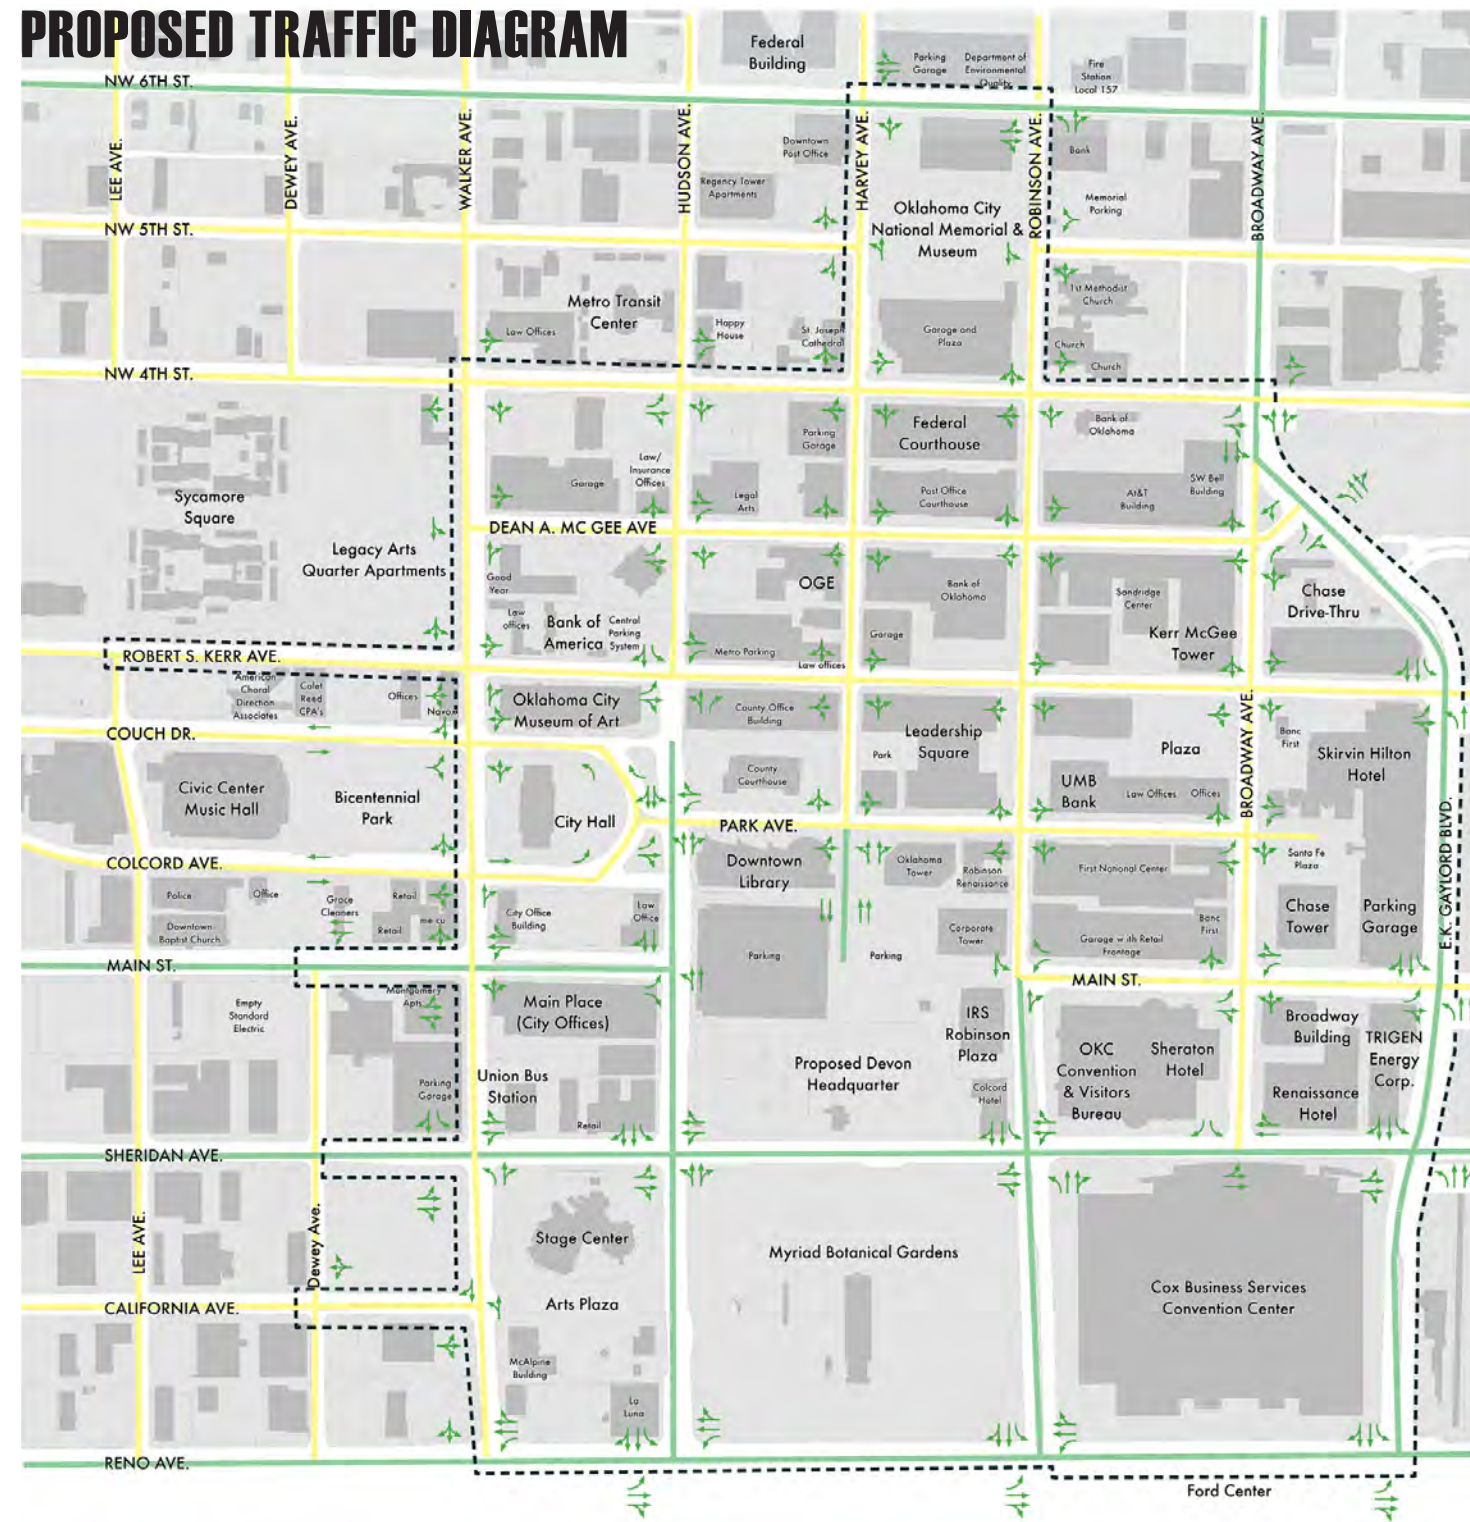 PROPOSED TRAFFIC DIAGRAM
Federal
Building
Parking
Garage
Department of
Environmental
Quality
Fire
Station
Local 157
NW 6TH ST.
LEE AVE.
DEWEY AVE.
WALKER AVE.
HUDSON AVE.
HARVEY AVE.
ROBINSON AVE.
BROADWAY AVE.
Downtown
Post Office
Bank
Regency Tower
Apartments
Oklahoma City
National Memorial &
Museum
Memorial
Parking
NW 5TH ST.
Metro Transit
Center
Law Offices
Happy
House
St. Joseph
Cathedral
Garage and
Plaza
1st Methodist
Church
Church
Church
NW 4TH ST.
Sycamore
Square
Legacy Arts
Quarter Apartments
Garage
Law/
Insurance
Offices
Parking
Garage
Legal
Arts
Federal
Courthouse
Post Office
Courthouse
Bank of
Oklahoma
At&T
Building
SW Bell
Building
DEAN A. MC GEE AVE
Good
Year
Law
offices
Bank of
America
Central
Parking
System
OGE
Metro Parking
Law offices
Garage
Bank of
Oklahoma
Sandridge
Center
Kerr McGee
Tower
Chase
Drive-Thru
ROBERT S. KERR AVE.
American
Choral
Direction
Associates
Calef
Reed
CPA's
Offices
Navox
Oklahoma City
Museum of Art
County Office
Building
Leadership
Square
Park
Plaza
UMB
Bank
Law Offices
Offices
Banc
First
Skirvin Hilton
Hotel
COUCH DR.
Civic Center
Music Hall
Bicentennial
Park
City Hall
County
Courthouse
BROADWAY AVE.
PARK AVE.
COLCORD AVE.
Police
Office
Downtown
Baptist Church
Grace
Cleaners
Retail
Retail
me cu
City Office
Building
Law
Office
Downtown
Library
Oklahoma
Tower
Robinson
Renaissance
First National Center
Santa Fe
Plaza
Chase
Tower
Parking
Garage
E.K. GAYLORD BLVD.
Parking
Parking
Corporate
Tower
Garage with Retail
Frontage
Banc
First
MAIN ST.
MAIN ST.
Empty
Standard
Electric
Montgomery
Apts.
Parking
Garage
Main Place
(City Offices)
Union Bus
Station
Retail
Proposed Devon
Headquarter
IRS
Robinson
Plaza
Colcord
Hotel
OKC
Convention
& Visitors
Bureau
Sheraton
Hotel
Broadway
Building
TRIGEN
Energy
Corp.
Renaissance
Hotel
SHERIDAN AVE.
LEE AVE.
Dewey Ave.
Stage Center
Arts Plaza
Myriad Botanical Gardens
Cox Business Services
Convention Center
CALIFORNIA AVE.
McAlpine
Building
La
Luna
RENO AVE.
Ford Center